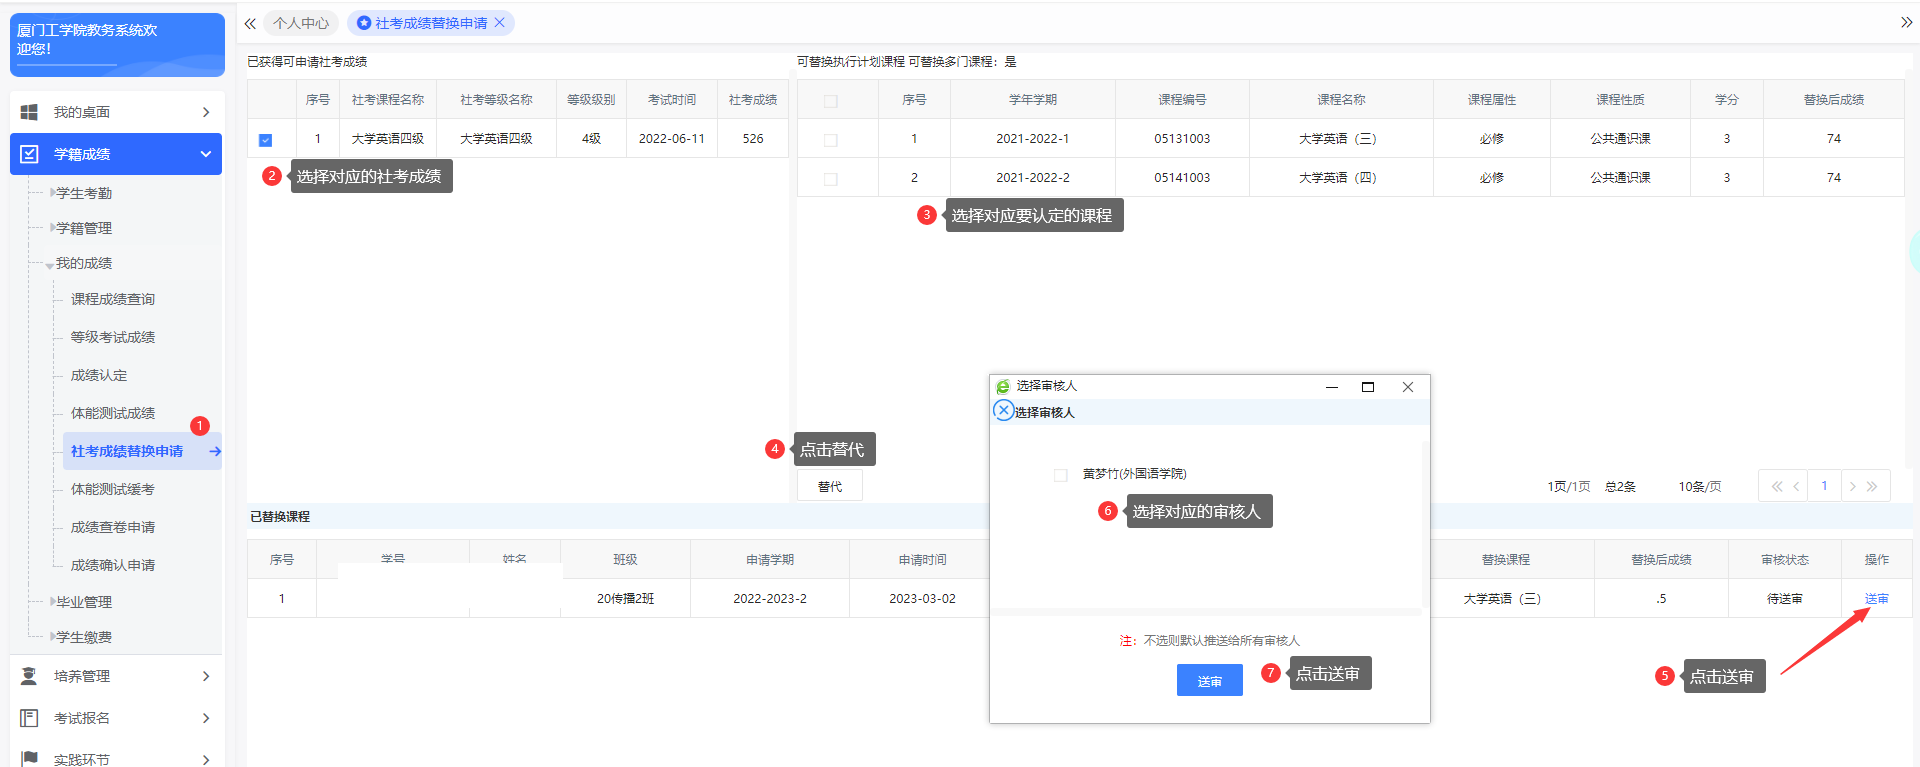 厦门工学院教务系统欢
迎您!
我的桌面
学籍成绩
学生考勤
学籍管理
我的成绩
课程成绩查询
等级考试成绩
成绩认定
体能测试成绩
1
社考成绩替换申请
体能测试缓考
成绩查卷申请
成绩确认申请
毕业管理
学生缴费
培养管理
考试报名
实践环节
个人中心 社考成绩替换申请
已获得可申请社考成绩
序号 社考课程名称 社考等级名称 等级级别 考试时间 社考成绩
1 大学英语四级 大学英语四级 4级 2022-06-11 526
2 选择对应的社考成绩
可替换执行计划课程 可替换多门课程：是
序号 学年学期 课程编号 课程名称 课程属性 课程性质 学分 替换后成绩
1 2021-2022-1 05131003 大学英语（三） 必修 公共通识课 3 74
2 2021-2022-2 05141003 大学英语（四） 必修 公共通识课 3 74
3 选择对应要认定的课程
4 点击替代
替代
1页/1页 总2条 10条/页 1
已替换课程
序号 学号 姓名 班级 申请学期 申请时间 替换课程 替换后成绩 审核状态 操作
1 20传播2班 2022-2023-2 2023-03-02 大学英语（三） .5 待送审 送审
5 点击送审
选择审核人
选择审核人
黄梦竹(外国语学院)
6 选择对应的审核人
注：不选则默认推送给所有审核人
送审
7 点击送审